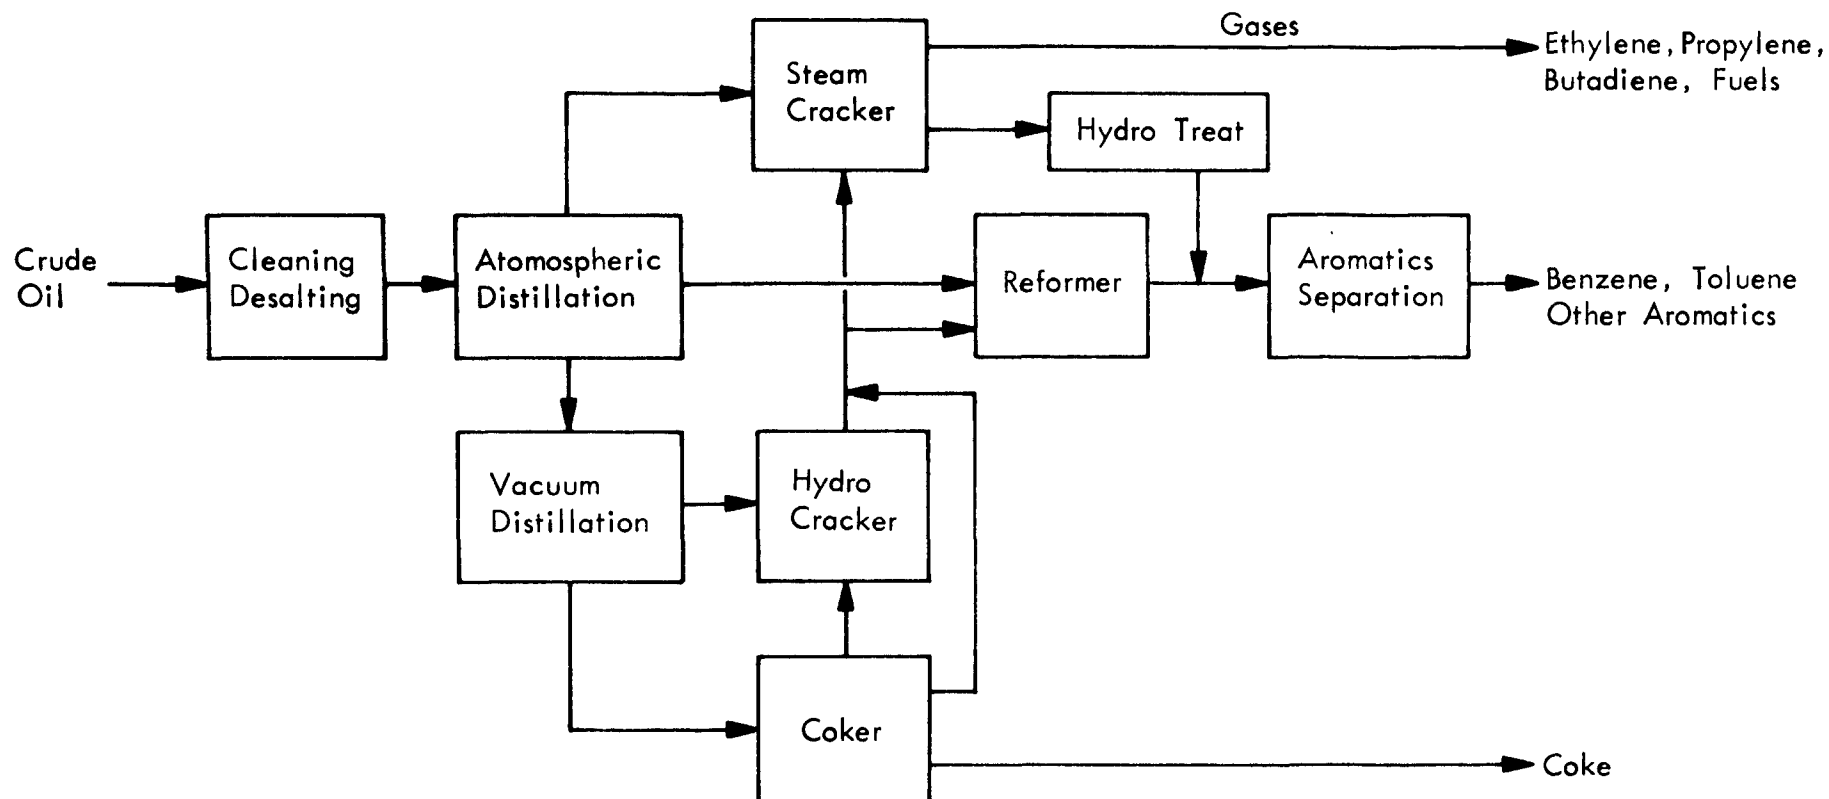 Gases
Ethylene, Propylene,
Butadiene, Fuels
Steam
Cracker
Hydro Treat
Crude
Oil
Cleaning
Desalting
Atomospheric
Distillation
Reformer
Aromatics
Separation
Benzene, Toluene
Other Aromatics
Vacuum
Distillation
Hydro
Cracker
Coker
Coke